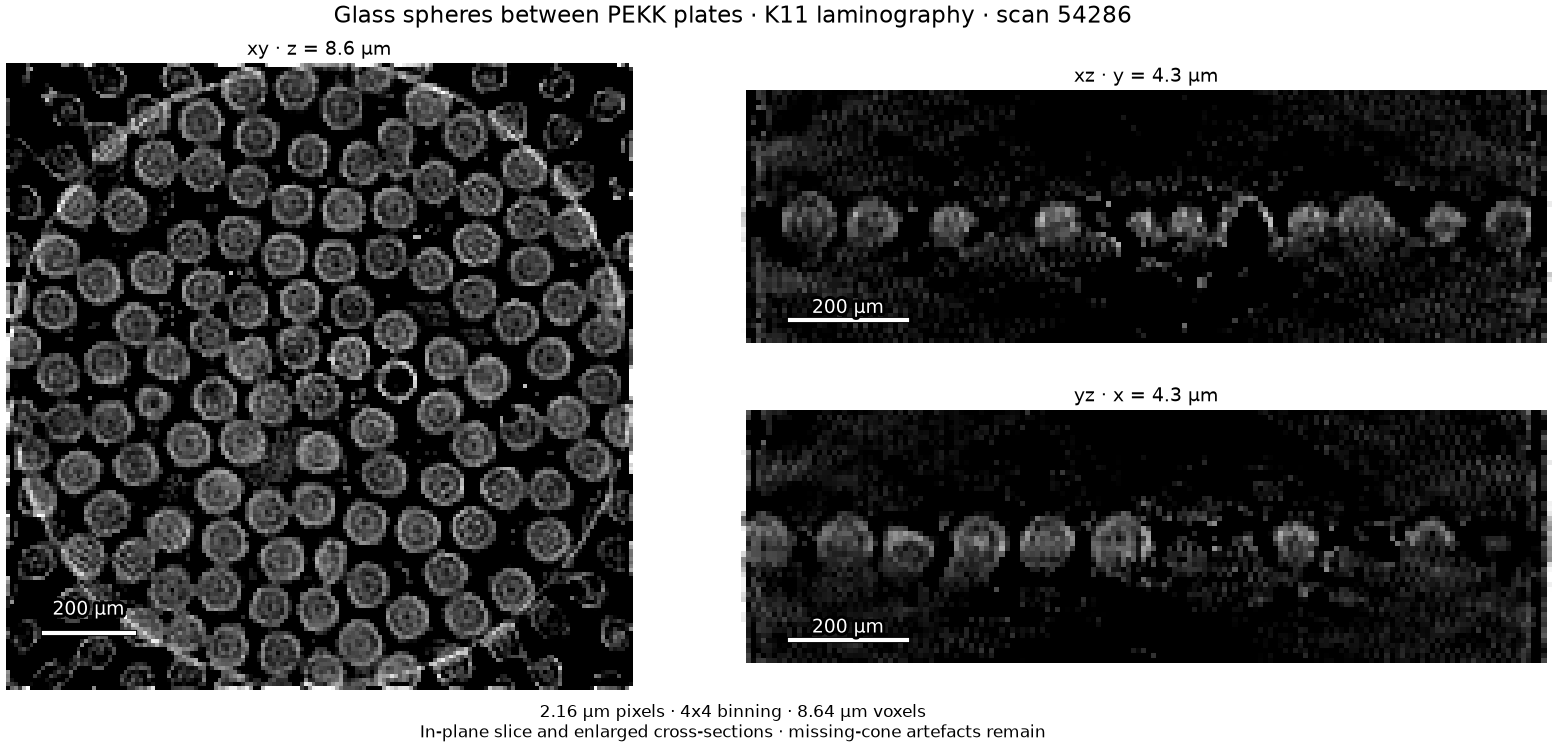 Glass spheres between PEKK plates · K11 laminography · scan 54286
xy · z = 8.6 μm
200 μm
xz · y = 4.3 μm
200 μm
yz · x = 4.3 μm
200 μm
2.16 μm pixels · 4x4 binning · 8.64 μm voxels
In-plane slice and enlarged cross-sections · missing-cone artefacts remain